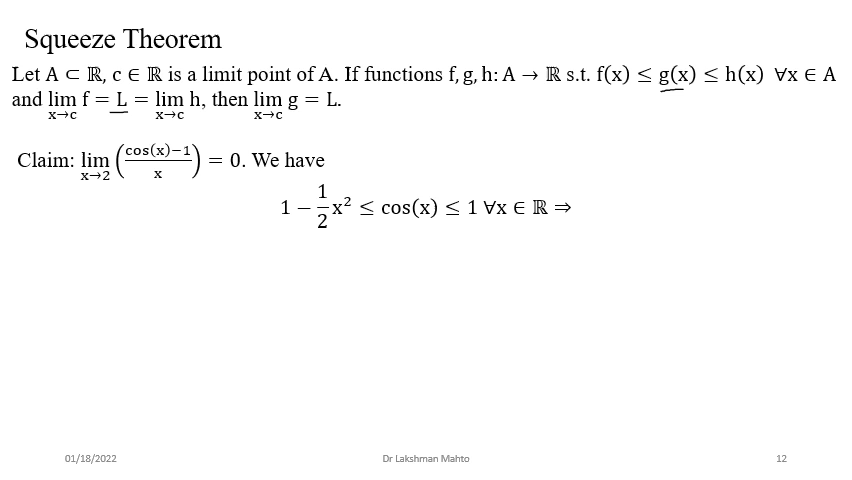 Squeeze Theorem
Let A ⊂ ℝ, c ∈ ℝ is a limit point of A. If functions f, g, h: A → ℝ s.t. f(x) ≤ g(x) ≤ h(x) ∀x ∈ A
and lim x→c f = L = lim x→c h, then lim x→c g = L.
Claim: lim x→2 ((cos(x)−1)/x) = 0. We have
1 − 1/2 x² ≤ cos(x) ≤ 1 ∀x ∈ ℝ ⇒
01/18/2022 Dr Lakshman Mahto 12